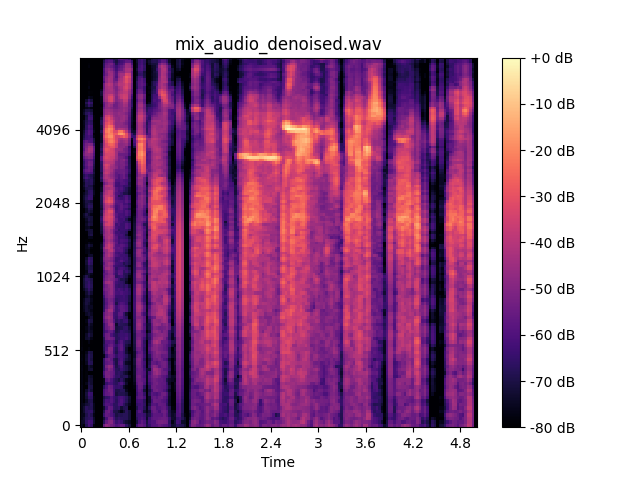 mix_audio_denoised.wav
+0 dB
-10 dB
-20 dB
-30 dB
-40 dB
-50 dB
-60 dB
-70 dB
-80 dB
4096
2048
1024
512
0
Hz
0 0.6 1.2 1.8 2.4 3 3.6 4.2 4.8
Time